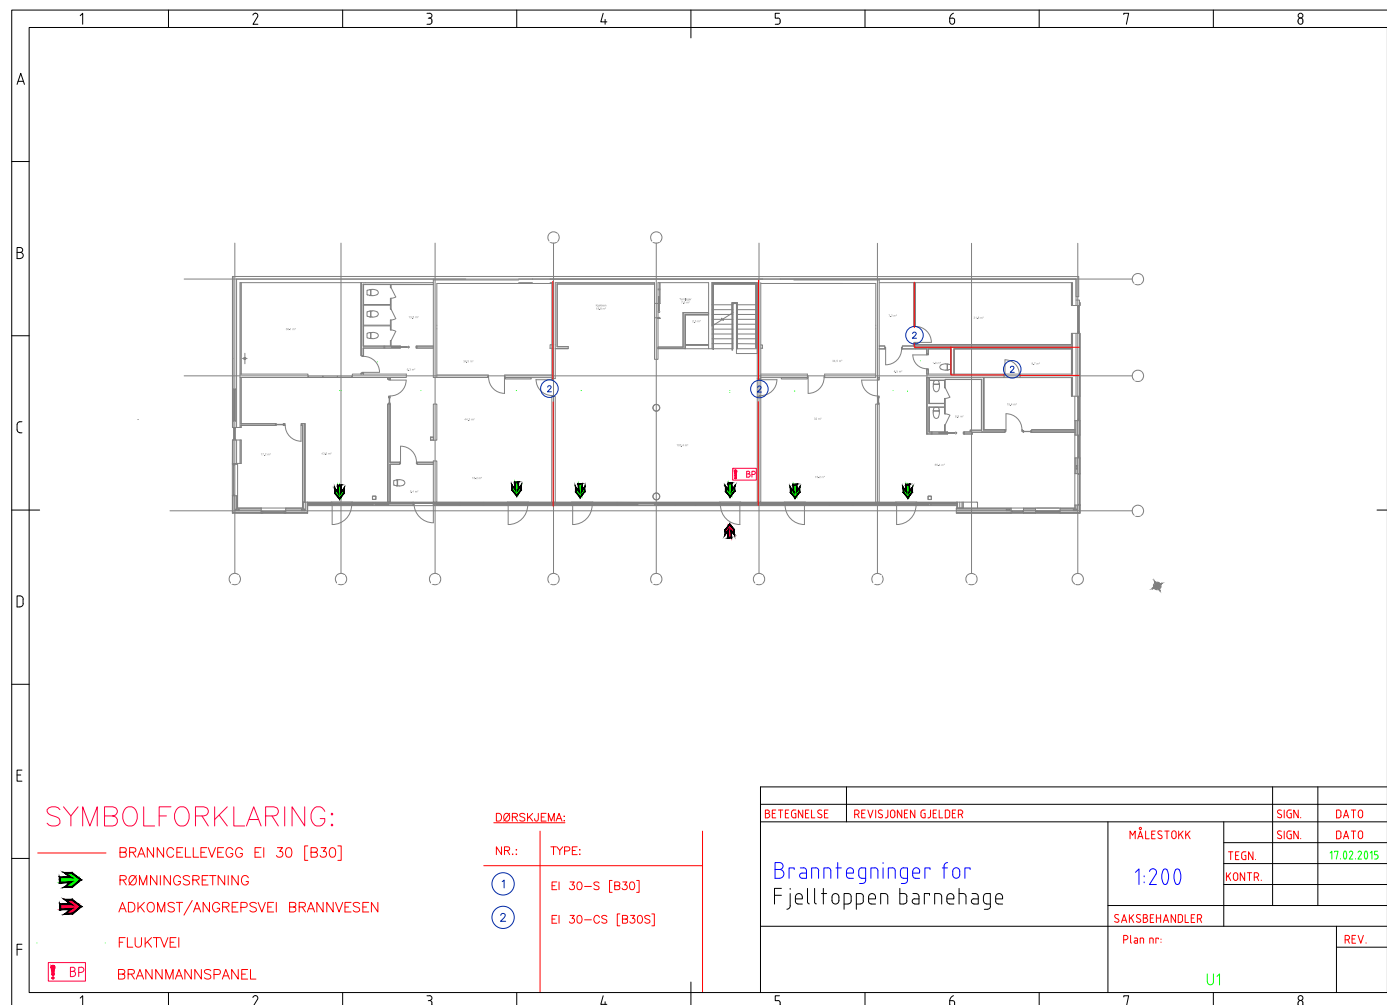 1 2 3 4 5 6 7 8
A
B
C
D
E
F
2
2
2
2
BP
SYMBOLFORKLARING:
BRANNCELLEVEGG EI 30 [B30]
RØMNINGSRETNING
ADKOMST/ANGREPSVEI BRANNVESEN
FLUKTVEI
BP BRANNMANNSPANEL
DØRSKJEMA:
NR.: TYPE:
1 EI 30-S [B30]
2 EI 30-CS [B30S]
BETEGNELSE REVISJONEN GJELDER SIGN. DATO
MÅLESTOKK SIGN. DATO
1:200
TEGN. 17.02.2015
KONTR.
Branntegninger for
Fjelltoppen barnehage
SAKSBEHANDLER
Plan nr: REV.
U1
1 2 3 4 5 6 7 8